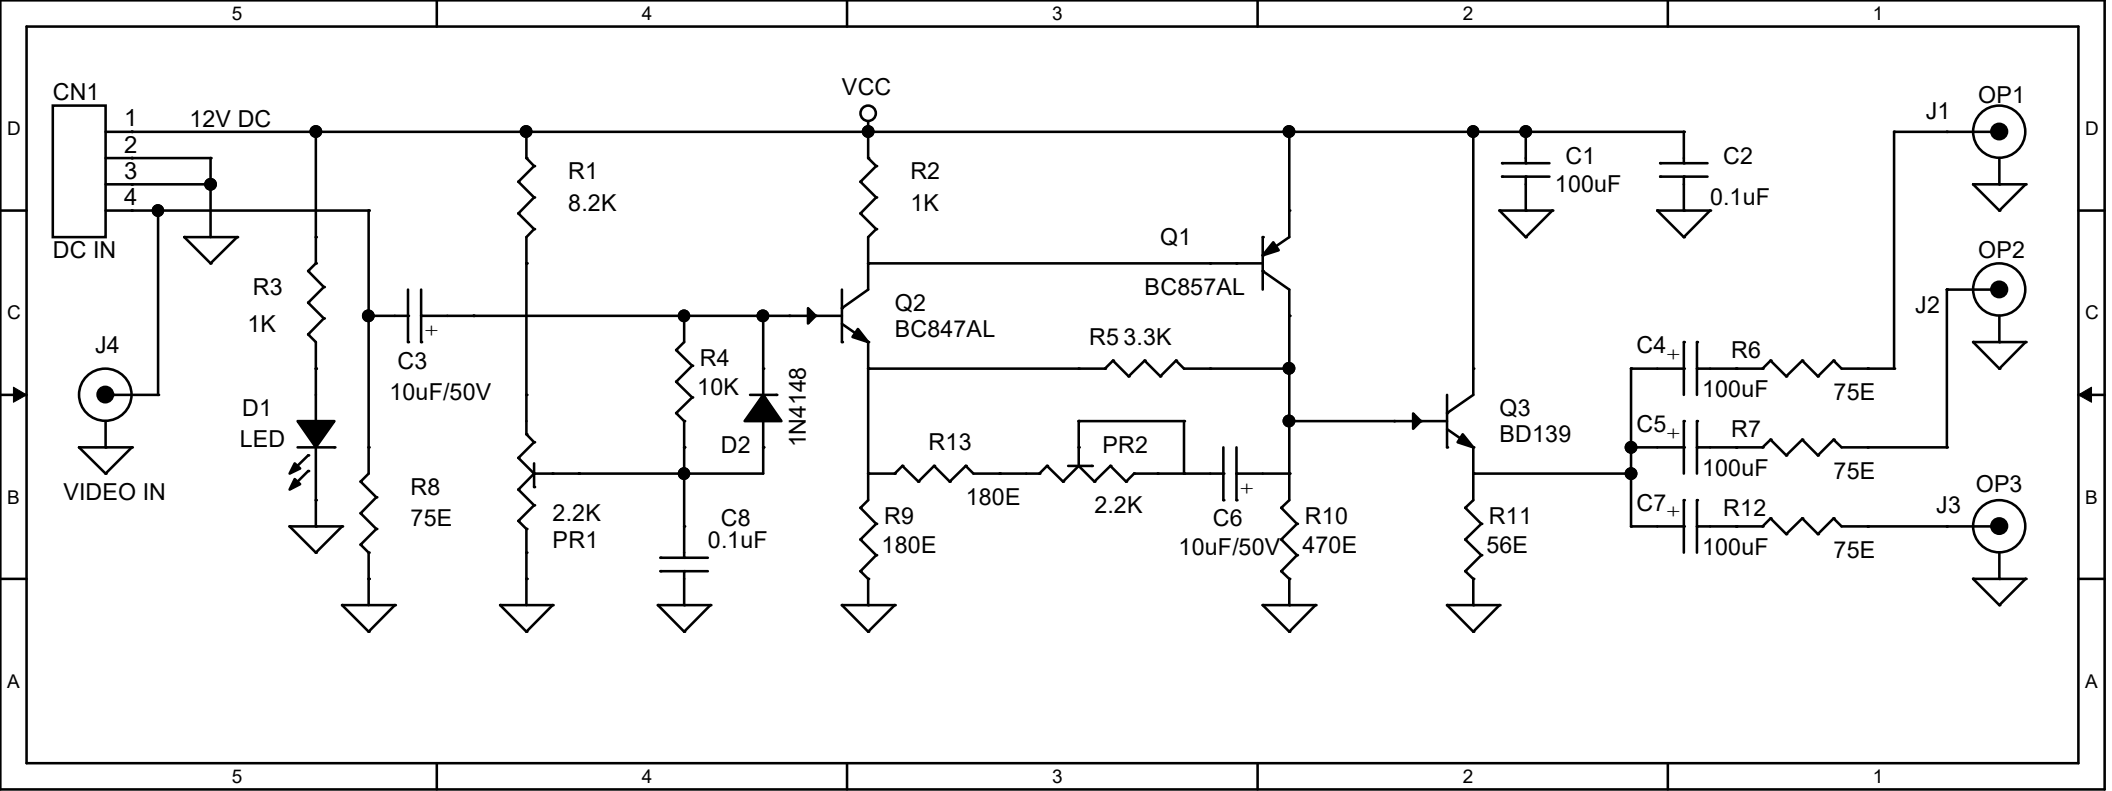 5 4 3 2 1
D D
C C
B B
A A
5 4 3 2 1
CN1
1
2
3
4
DC IN
12V DC
J4
VIDEO IN
R3
1K
D1
LED
R8
75E
C3
+
10uF/50V
R1
8.2K
2.2K
PR1
R4
10K
D2
1N4148
C8
0.1uF
VCC
R2
1K
Q2
BC847AL
Q1
BC857AL
R5 3.3K
R13
180E
PR2
2.2K
R9
180E
C6
+
10uF/50V
R10
470E
Q3
BD139
R11
56E
C1
100uF
C2
0.1uF
C4+
100uF
R6
75E
C5+
100uF
R7
75E
C7+
100uF
R12
75E
J1
OP1
J2
OP2
J3
OP3